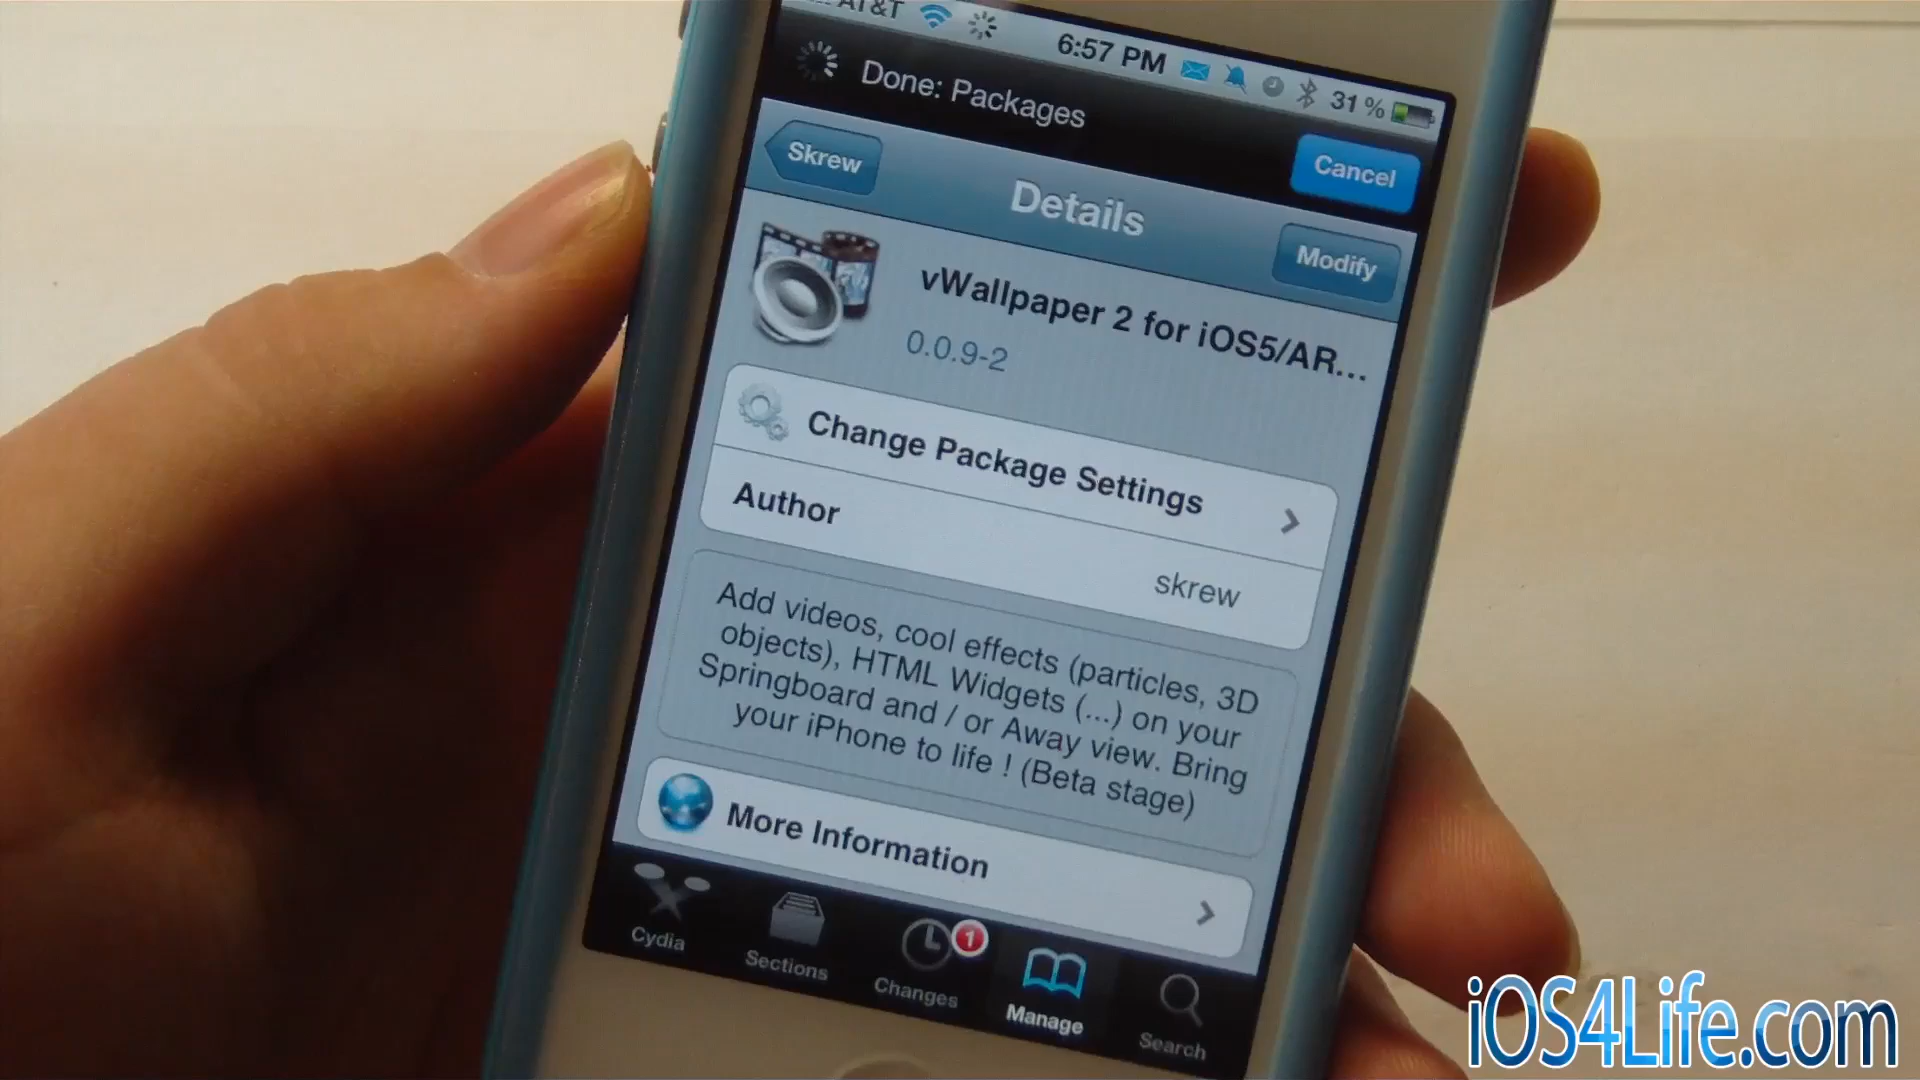 AT&T 6:57 PM 31%
Done: Packages
Cancel
Skrew
Details
Modify
vWallpaper 2 for iOS5/AR...
0.0.9-2
Change Package Settings
Author
skrew
Add videos, cool effects (particles, 3D
objects), HTML Widgets (...) on your
Springboard and / or Away view. Bring
your iPhone to life ! (Beta stage)
More Information
Cydia
Sections
Changes
1
Manage
Search
iOS4Life.com